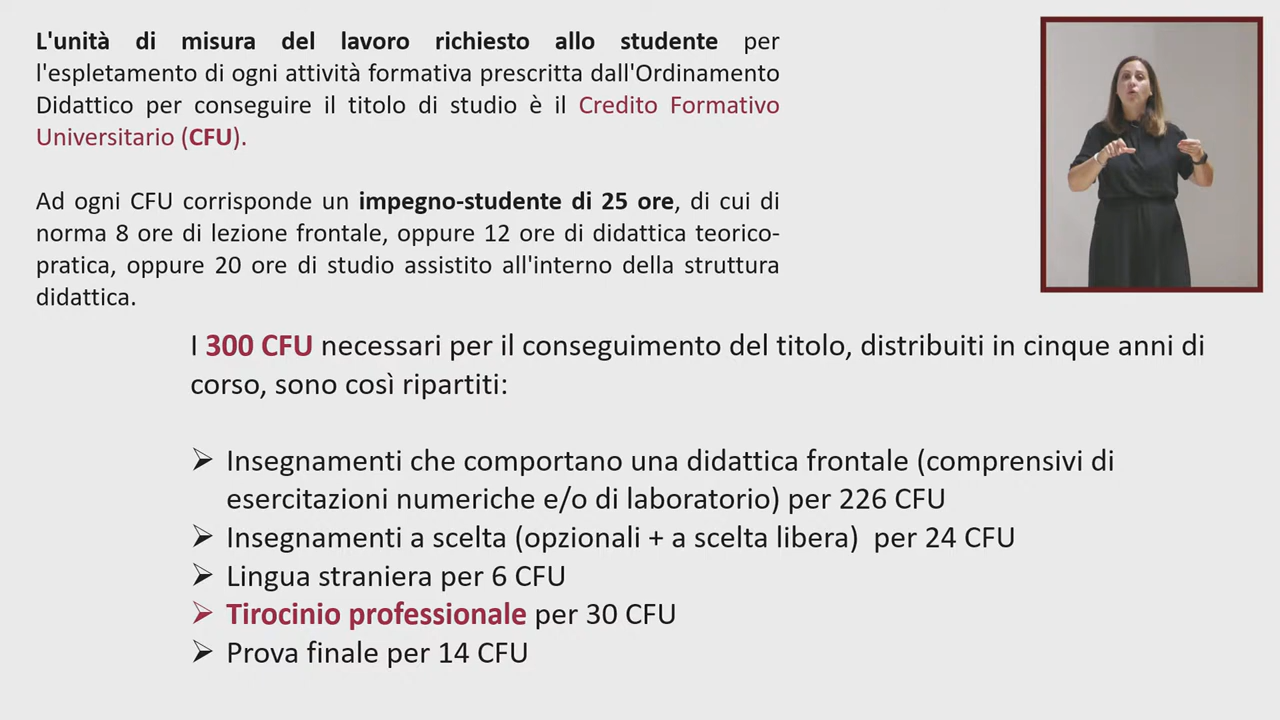 L'unità di misura del lavoro richiesto allo studente per
l'espletamento di ogni attività formativa prescritta dall'Ordinamento
Didattico per conseguire il titolo di studio è il Credito Formativo
Universitario (CFU).
Ad ogni CFU corrisponde un impegno-studente di 25 ore, di cui di
norma 8 ore di lezione frontale, oppure 12 ore di didattica teorico-
pratica, oppure 20 ore di studio assistito all'interno della struttura
didattica.
I 300 CFU necessari per il conseguimento del titolo, distribuiti in cinque anni di
corso, sono così ripartiti:
➢ Insegnamenti che comportano una didattica frontale (comprensivi di
esercitazioni numeriche e/o di laboratorio) per 226 CFU
➢ Insegnamenti a scelta (opzionali + a scelta libera) per 24 CFU
➢ Lingua straniera per 6 CFU
➢ Tirocinio professionale per 30 CFU
➢ Prova finale per 14 CFU